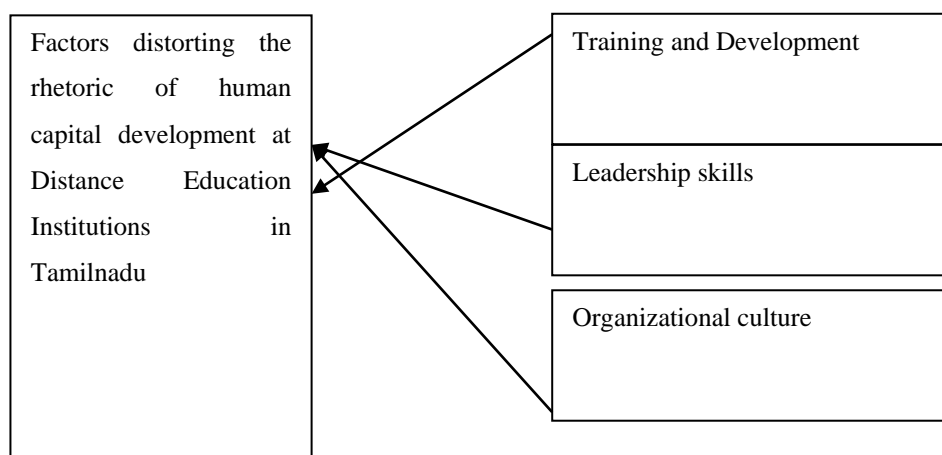 Factors distorting the
rhetoric of human
capital development at
Distance Education
Institutions in
Tamilnadu
Training and Development
Leadership skills
Organizational culture